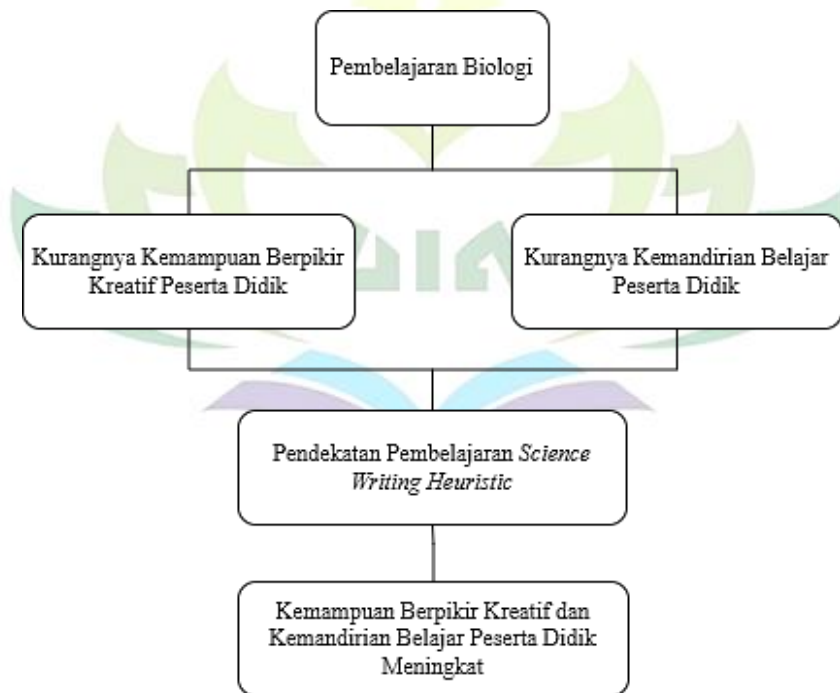 Pembelajaran Biologi
Kurangnya Kemampuan Berpikir
Kreatif Peserta Didik
Kurangnya Kemandirian Belajar
Peserta Didik
Pendekatan Pembelajaran Science
Writing Heuristic
Kemampuan Berpikir Kreatif dan
Kemandirian Belajar Peserta Didik
Meningkat